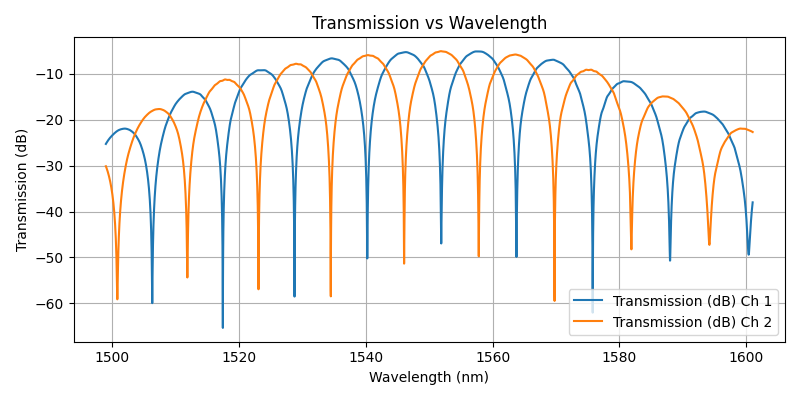 Transmission vs Wavelength
Transmission (dB)
−10
−20
−30
−40
−50
−60
1500
1520
1540
1560
1580
1600
Wavelength (nm)
Transmission (dB) Ch 1
Transmission (dB) Ch 2